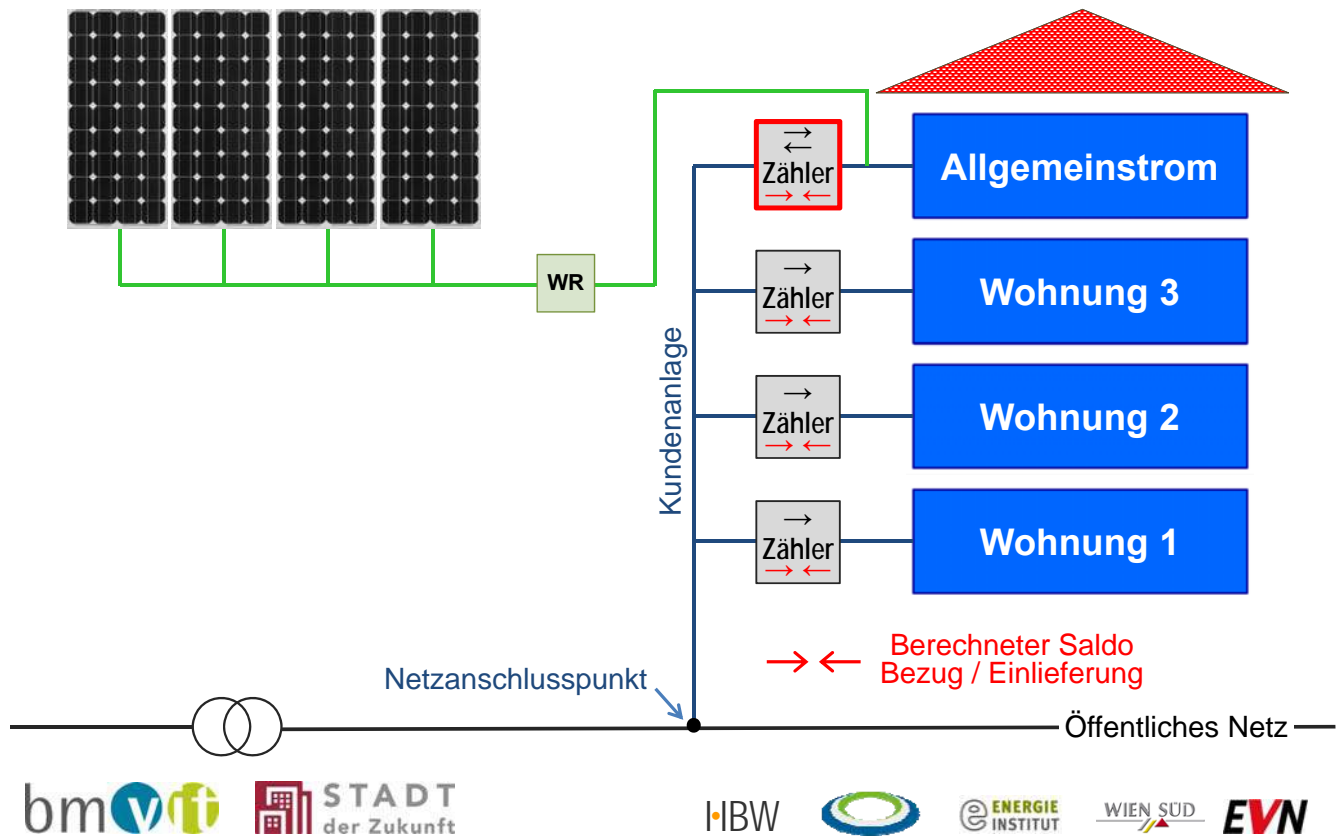 Zähler
Allgemeinstrom
WR
Zähler
Wohnung 3
Kundenanlage
Zähler
Wohnung 2
Zähler
Wohnung 1
Berechneter Saldo
Bezug / Einlieferung
Netzanschlusspunkt
Öffentliches Netz
bmvit
STADT
der Zukunft
HBW
ENERGIE
INSTITUT
WIEN SÜD
EVN